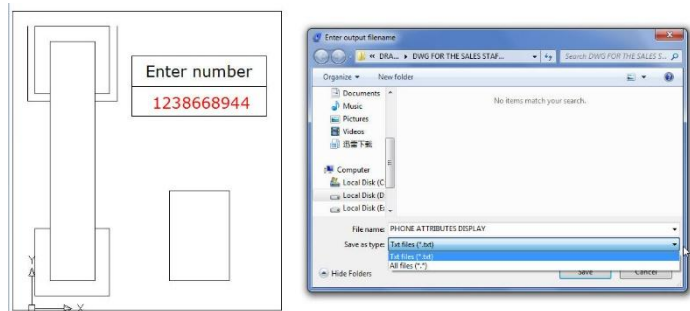 Enter number
1238668944
Y
X
Enter output filename
« DRA... ▸ DWG FOR THE SALES STAF...
Search DWG FOR THE SALES S...
Organize ▾ New folder
Documents
Music
Pictures
Videos
迅雷下載
Computer
Local Disk (C
Local Disk (D
Local Disk (E
No items match your search.
File name: PHONE ATTRIBUTES DISPLAY
Save as type: Txt files (*.txt)
Txt files (*.txt)
All files (*.*)
Hide Folders
Save
Cancel